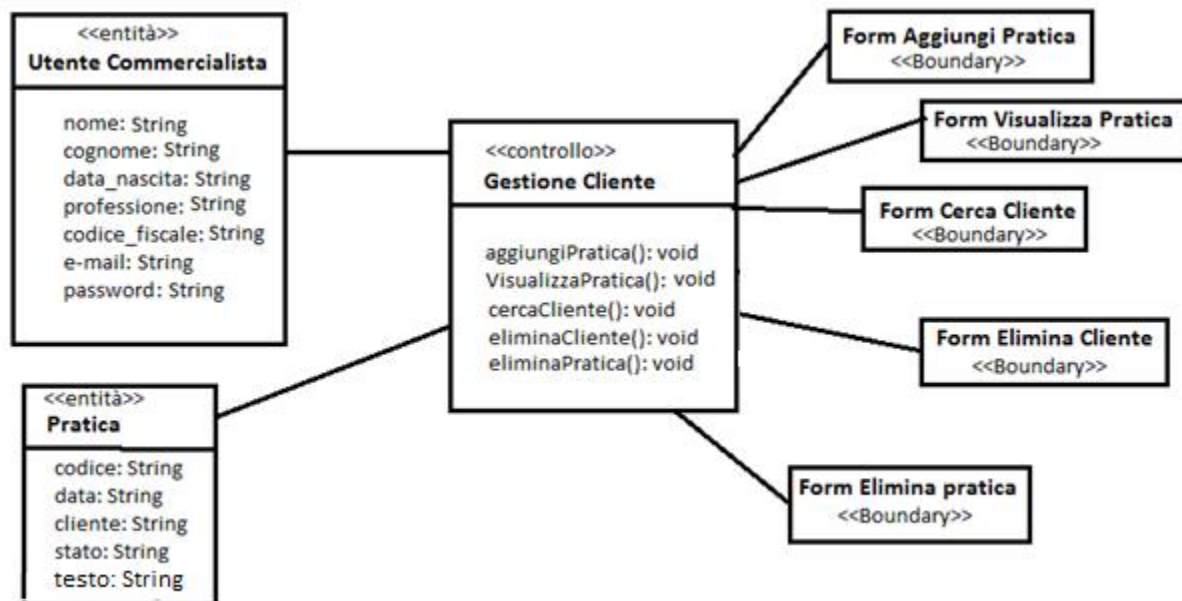 <<entità>>
Utente Commercialista
nome: String
cognome: String
data_nascita: String
professione: String
codice_fiscale: String
e-mail: String
password: String
<<entità>>
Pratica
codice: String
data: String
cliente: String
stato: String
testo: String
<<controllo>>
Gestione Cliente
aggiungiPratica(): void
VisualizzaPratica(): void
cercaCliente(): void
eliminaCliente(): void
eliminaPratica(): void
Form Aggiungi Pratica
<<Boundary>>
Form Visualizza Pratica
<<Boundary>>
Form Cerca Cliente
<<Boundary>>
Form Elimina Cliente
<<Boundary>>
Form Elimina pratica
<<Boundary>>